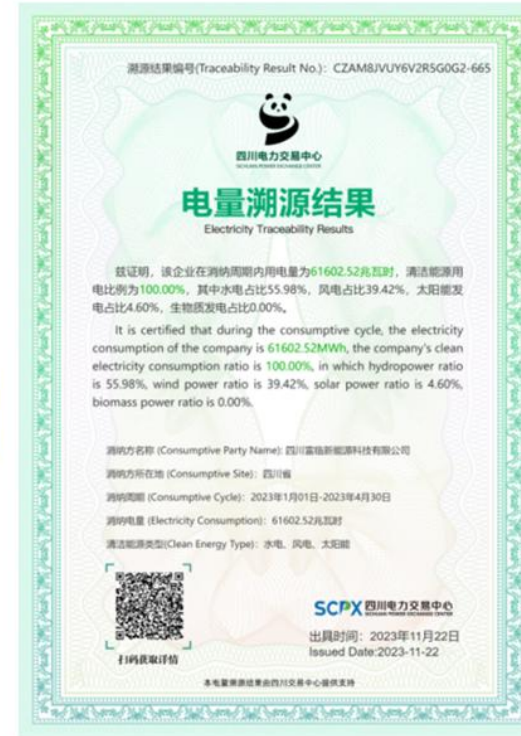 溯源结果编号(Traceability Result No.)：CZAM8JVUY6V2R5G0G2-665
四川电力交易中心
SICHUAN POWER EXCHANGE CENTER
电量溯源结果
Electricity Traceability Results
兹证明，该企业在消纳周期内用电量为61602.52兆瓦时，清洁能源用
电比例为100.00%，其中水电占比55.98%，风电占比39.42%，太阳能发
电占比4.60%，生物质发电占比0.00%。
It is certified that during the consumptive cycle, the electricity
consumption of the company is 61602.52MWh, the company's clean
electricity consumption ratio is 100.00%, in which hydropower ratio
is 55.98%, wind power ratio is 39.42%, solar power ratio is 4.60%,
biomass power ratio is 0.00%.
消纳方名称 (Consumptive Party Name): 四川富临新能源科技有限公司
消纳方所在地 (Consumptive Site)：四川省
消纳周期 (Consumptive Cycle)：2023年1月01日-2023年4月30日
消纳电量 (Electricity Consumption)：61602.52兆瓦时
清洁能源类型(Clean Energy Type)：水电、风电、太阳能
扫码获取详情
SCPX 四川电力交易中心
SICHUAN POWER EXCHANGE CENTER
出具时间：2023年11月22日
Issued Date:2023-11-22
本电量溯源结果由四川交易中心提供支持